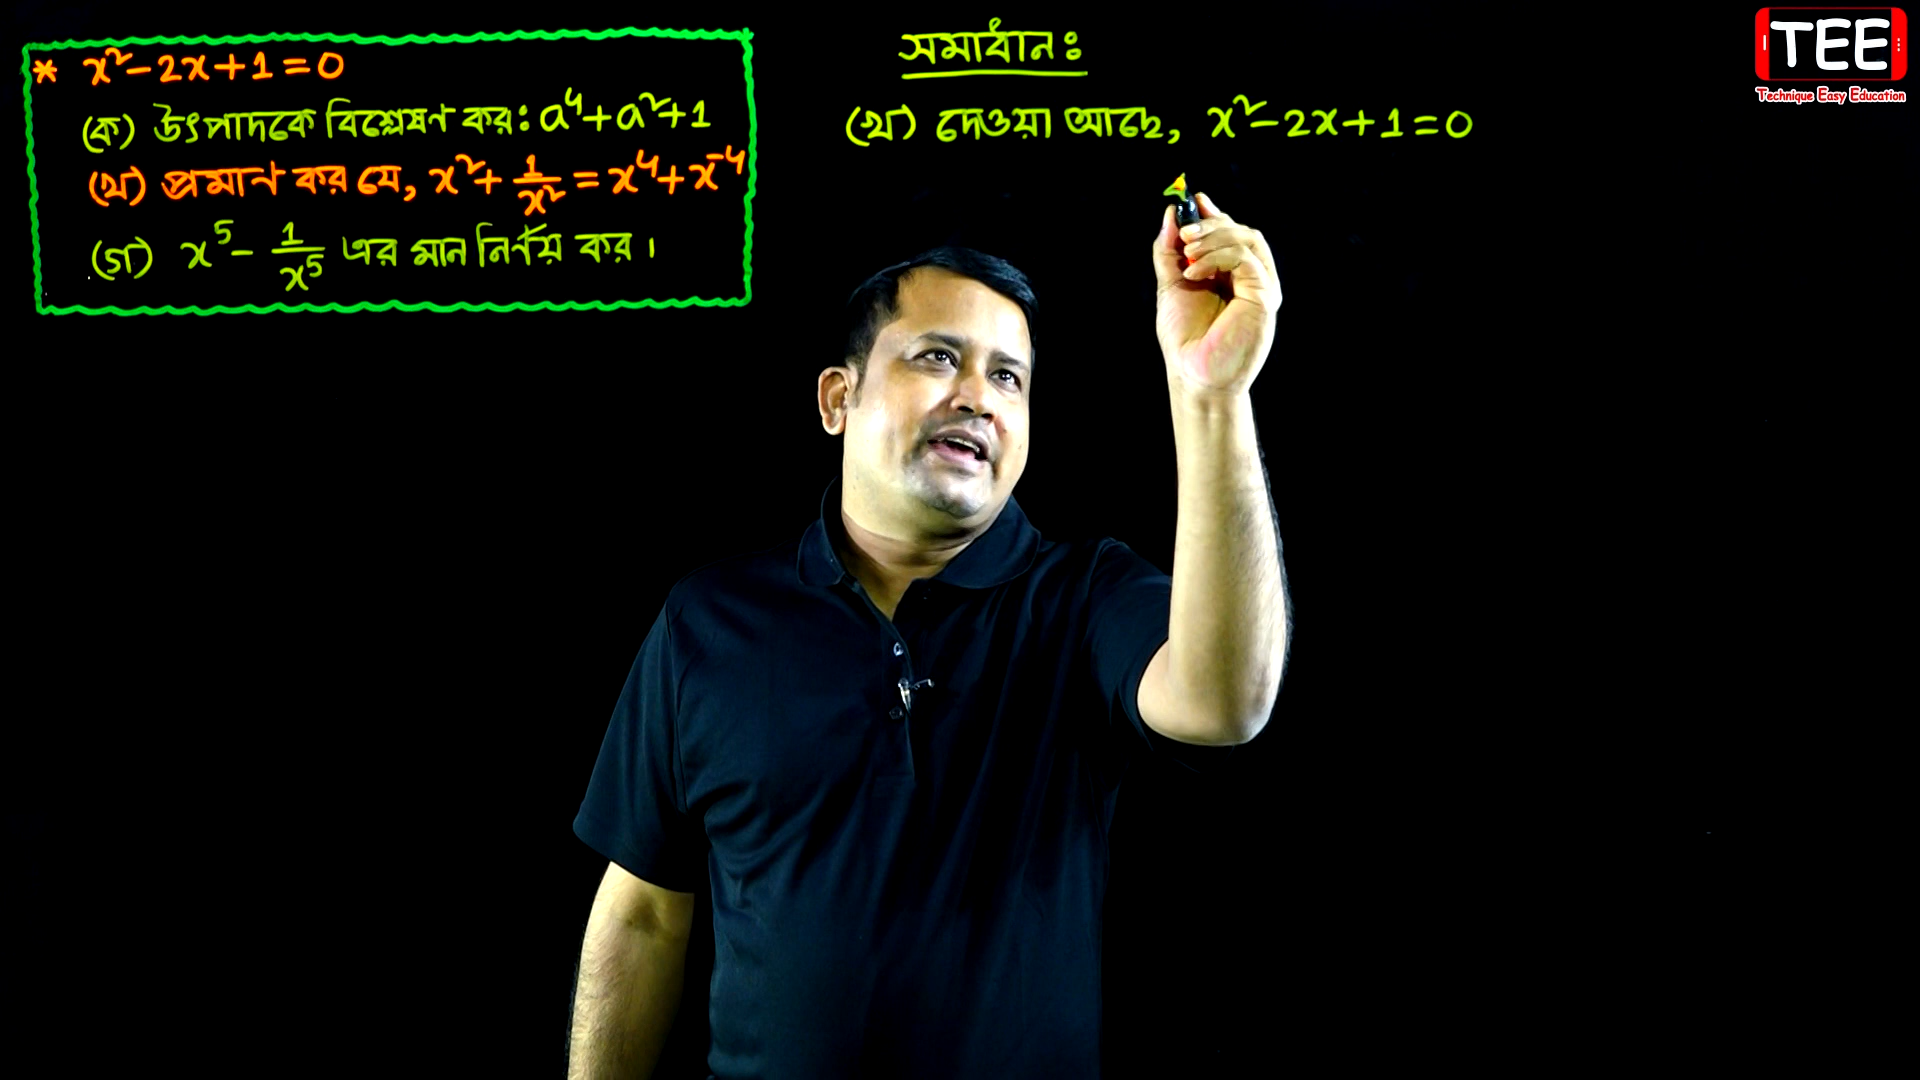 * x²-2x+1=0
(ক) উৎপাদকে বিশ্লেষণ কর: a⁴+a²+1
(খ) প্রমাণ কর যে, x²+1/x²=x⁴+x⁻⁴
(গ) x⁵-1/x⁵ এর মান নির্ণয় কর।
সমাধানঃ
(খ) দেওয়া আছে, x²-2x+1=0
TEE
Technique Easy Education